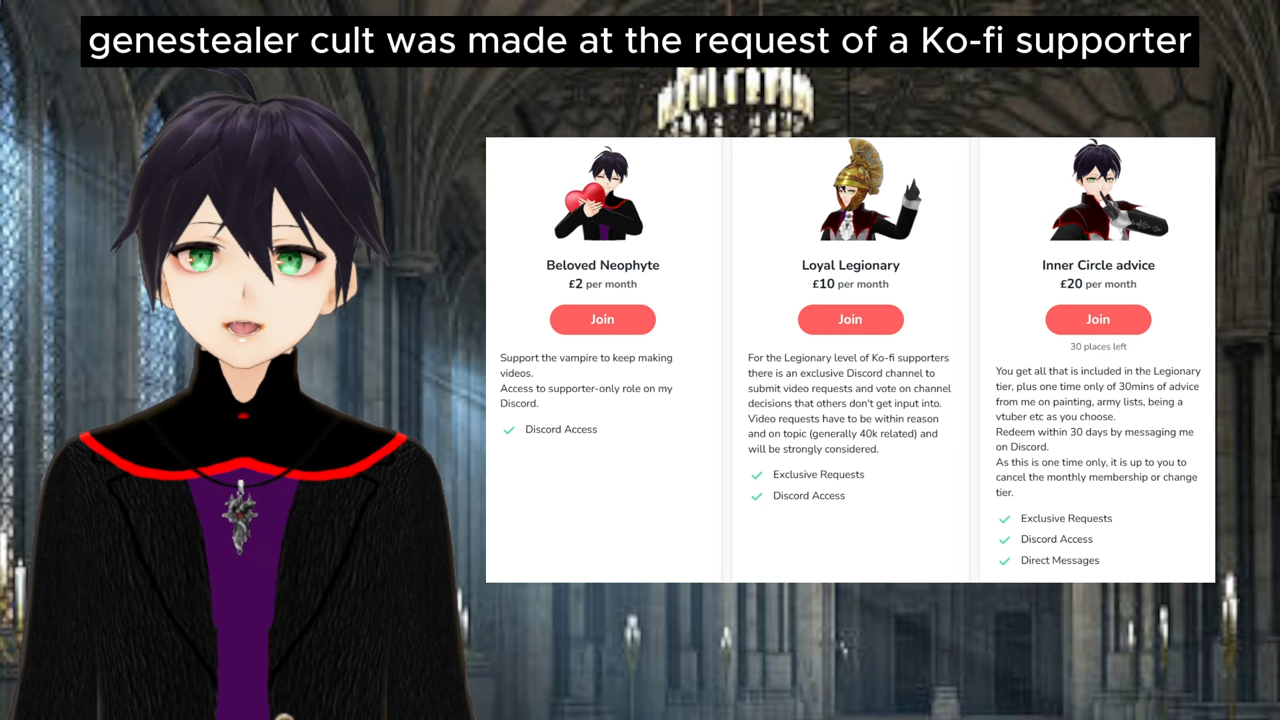 genestealer cult was made at the request of a Ko-fi supporter
Beloved Neophyte
£2 per month
Join
Support the vampire to keep making
videos.
Access to supporter-only role on my
Discord.
Discord Access
Loyal Legionary
£10 per month
Join
For the Legionary level of Ko-fi supporters
there is an exclusive Discord channel to
submit video requests and vote on channel
decisions that others don't get input into.
Video requests have to be within reason
and on topic (generally 40k related) and
will be strongly considered.
Exclusive Requests
Discord Access
Inner Circle advice
£20 per month
Join
30 places left
You get all that is included in the Legionary
tier, plus one time only of 30mins of advice
from me on painting, army lists, being a
vtuber etc as you choose.
Redeem within 30 days by messaging me
on Discord.
As this is one time only, it is up to you to
cancel the monthly membership or change
tier.
Exclusive Requests
Discord Access
Direct Messages